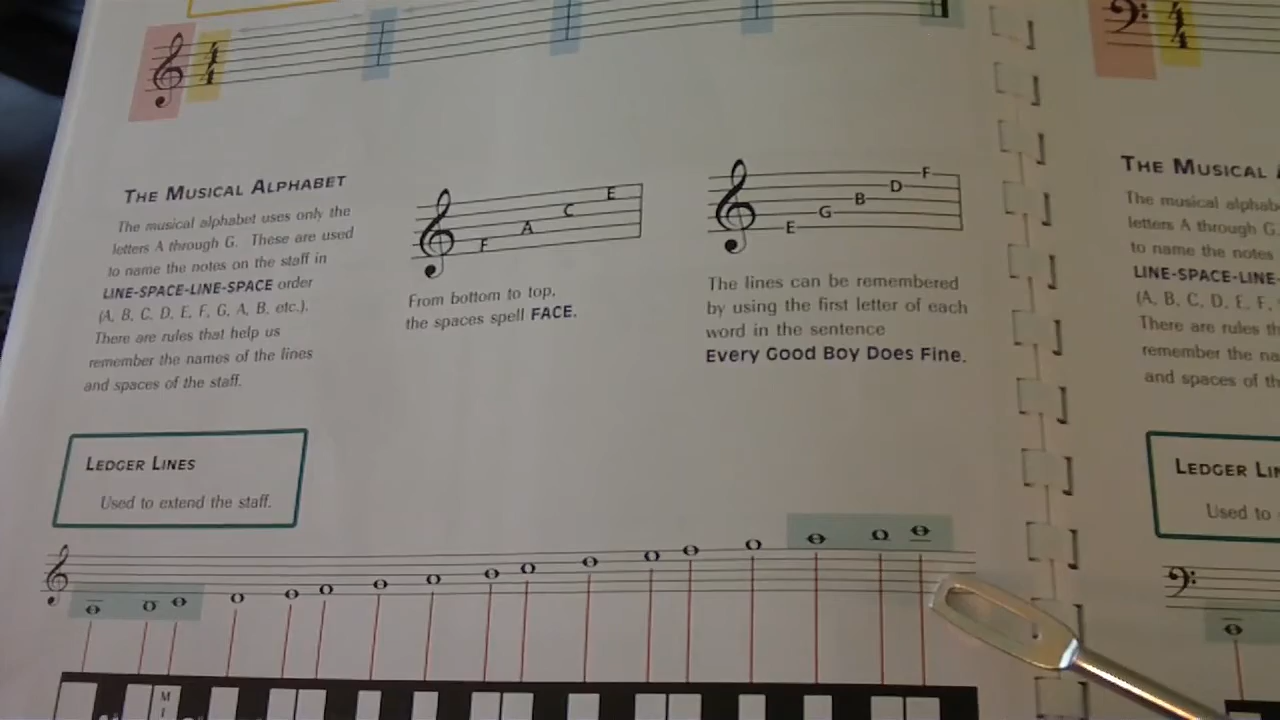 THE MUSICAL ALPHABET
The musical alphabet uses only the
letters A through G. These are used
to name the notes on the staff in
LINE-SPACE-LINE-SPACE order
(A, B, C, D, E, F, G, A, B, etc.).
There are rules that help us
remember the names of the lines
and spaces of the staff.
F A C E
From bottom to top,
the spaces spell FACE.
E G B D F
The lines can be remembered
by using the first letter of each
word in the sentence
Every Good Boy Does Fine.
LEDGER LINES
Used to extend the staff.
M
I
THE MUSICAL
The musical
letters A through G.
to name the notes
LINE-SPACE-LINE-
(A, B, C, D, E, F,
There are rules
remember the
and spaces of
LEDGER
Used to